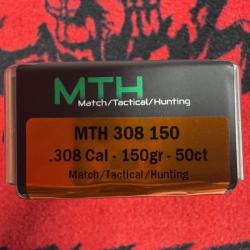 MTH
Match/Tactical/Hunting
MTH 308 150
.308 Cal - 150gr - 50ct
Match/Tactical/Hunting